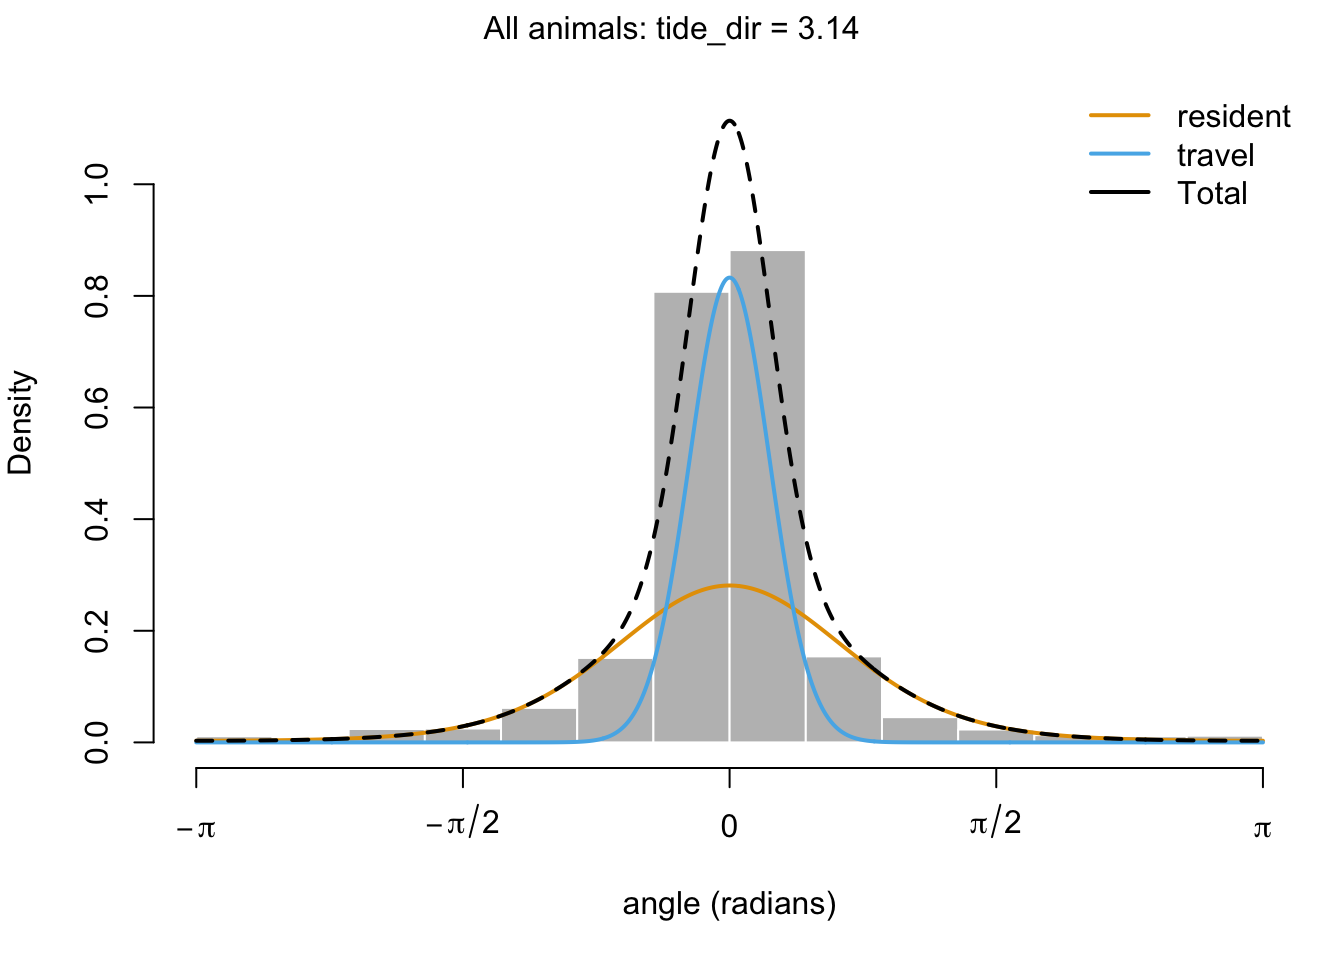 All animals: tide_dir = 3.14
resident
travel
Total
Density
1.0
0.8
0.6
0.4
0.2
0.0
−π
−π/2
0
π/2
π
angle (radians)